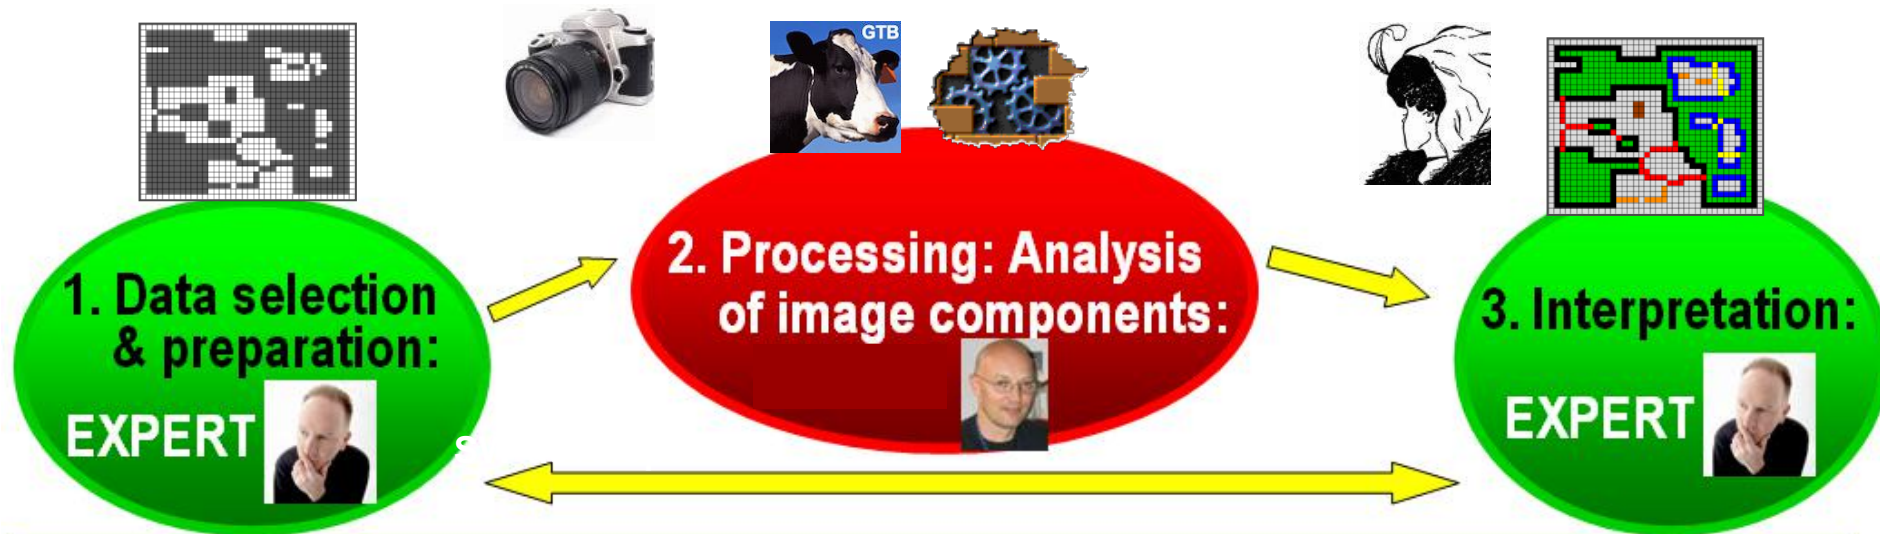 GTB
1. Data selection
& preparation:
EXPERT
2. Processing: Analysis
of image components:
3. Interpretation:
EXPERT